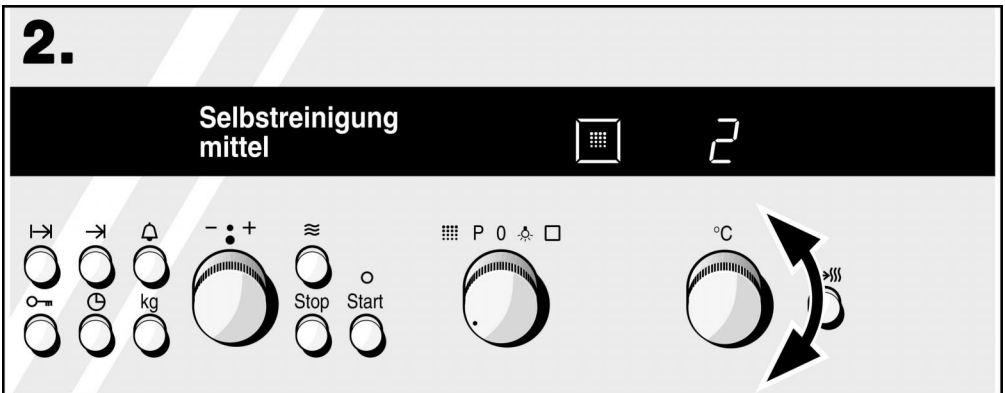 2.
Selbstreinigung
mittel
2
- +
P 0
°C
kg
Stop
Start